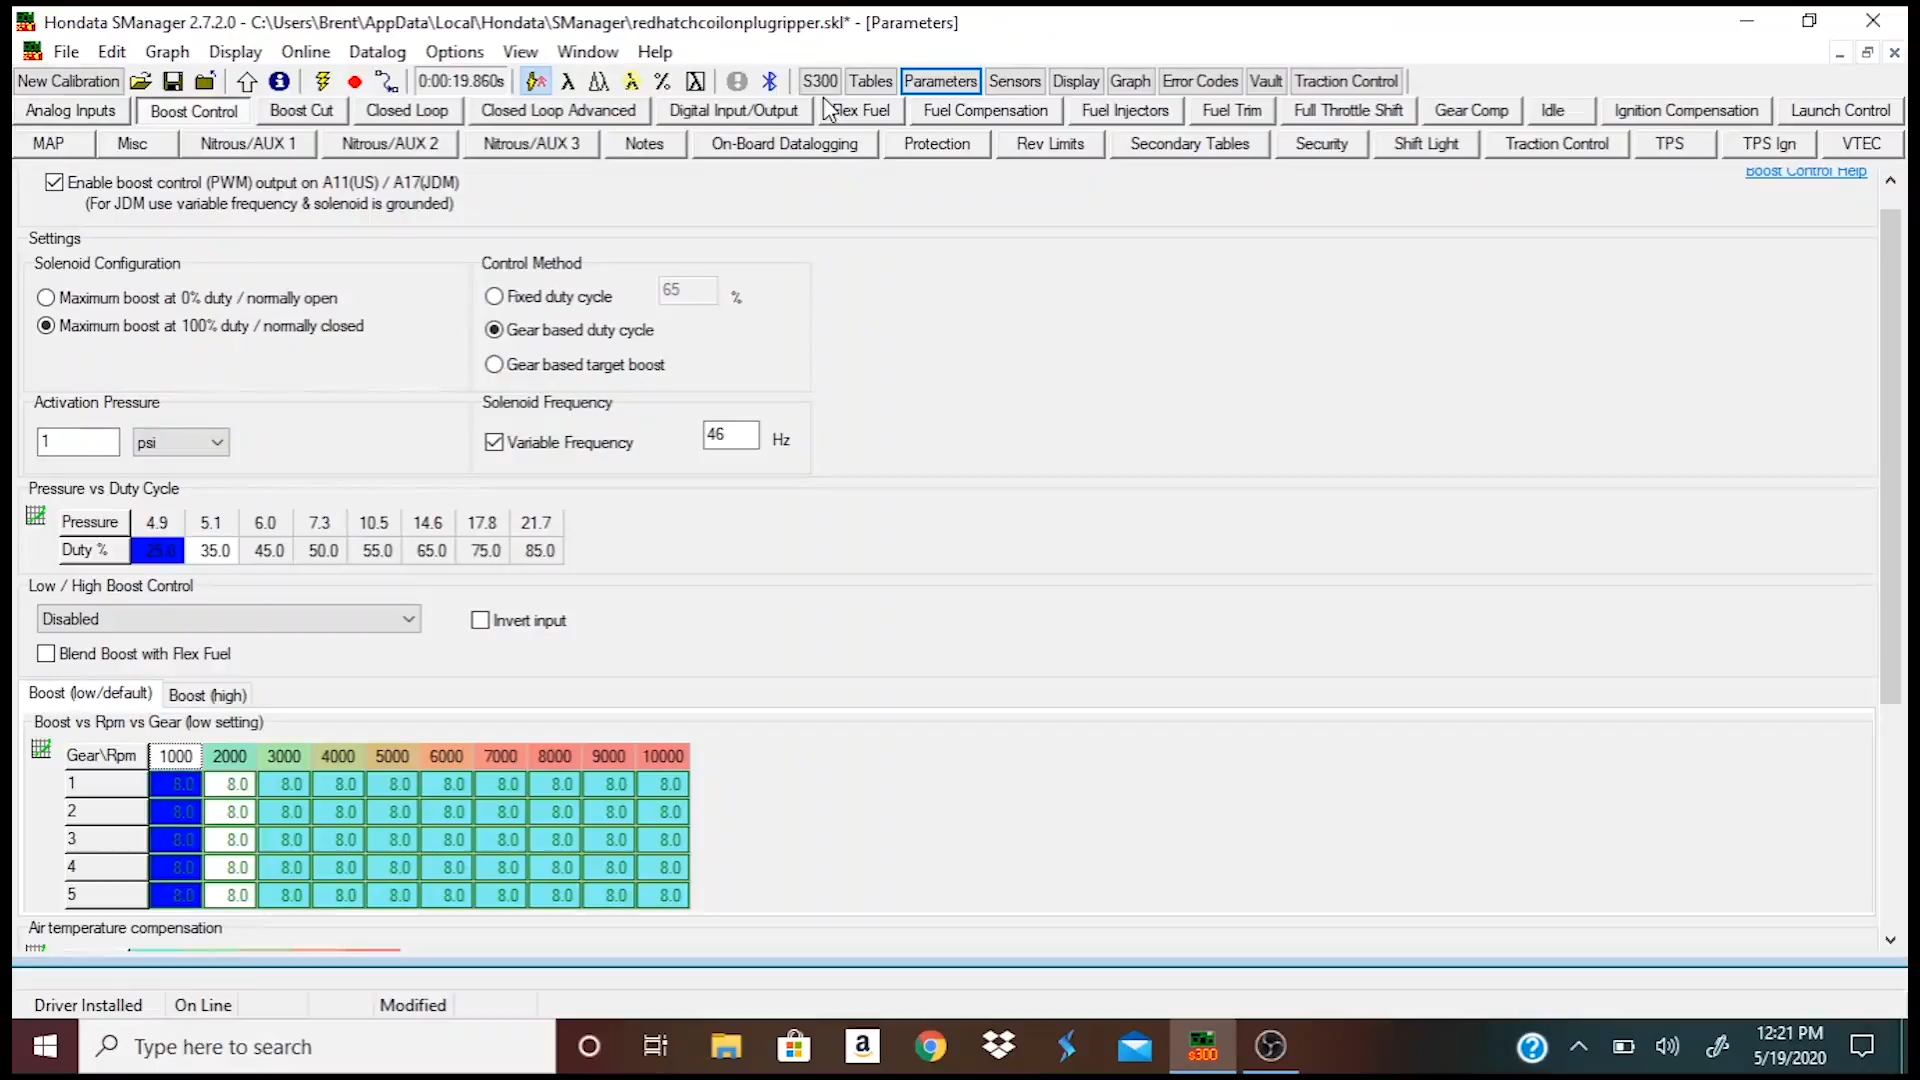 Hondata SManager 2.7.2.0 - C:\Users\Brent\AppData\Local\Hondata\SManager\redhatchcoilonplugripper.skl* - [Parameters]
File Edit Graph Display Online Datalog Options View Window Help
New Calibration 0:00:19.860s S300 Tables Parameters Sensors Display Graph Error Codes Vault Traction Control
Analog Inputs Boost Control Boost Cut Closed Loop Closed Loop Advanced Digital Input/Output Flex Fuel Fuel Compensation Fuel Injectors Fuel Trim Full Throttle Shift Gear Comp Idle Ignition Compensation Launch Control
MAP Misc Nitrous/AUX 1 Nitrous/AUX 2 Nitrous/AUX 3 Notes On-Board Datalogging Protection Rev Limits Secondary Tables Security Shift Light Traction Control TPS TPS Ign VTEC
Boost Control Help
Enable boost control (PWM) output on A11(US) / A17(JDM)
(For JDM use variable frequency & solenoid is grounded)
Settings
Solenoid Configuration Control Method
Maximum boost at 0% duty / normally open Fixed duty cycle 65 %
Maximum boost at 100% duty / normally closed Gear based duty cycle
Gear based target boost
Activation Pressure Solenoid Frequency
1 psi Variable Frequency 46 Hz
Pressure vs Duty Cycle
Pressure 4.9 5.1 6.0 7.3 10.5 14.6 17.8 21.7
Duty % 25.0 35.0 45.0 50.0 55.0 65.0 75.0 85.0
Low / High Boost Control
Disabled Invert input
Blend Boost with Flex Fuel
Boost (low/default) Boost (high)
Boost vs Rpm vs Gear (low setting)
Gear\Rpm 1000 2000 3000 4000 5000 6000 7000 8000 9000 10000
1 8.0 8.0 8.0 8.0 8.0 8.0 8.0 8.0 8.0 8.0
2 8.0 8.0 8.0 8.0 8.0 8.0 8.0 8.0 8.0 8.0
3 8.0 8.0 8.0 8.0 8.0 8.0 8.0 8.0 8.0 8.0
4 8.0 8.0 8.0 8.0 8.0 8.0 8.0 8.0 8.0 8.0
5 8.0 8.0 8.0 8.0 8.0 8.0 8.0 8.0 8.0 8.0
Air temperature compensation
Driver Installed On Line Modified
Type here to search s300 12:21 PM
5/19/2020